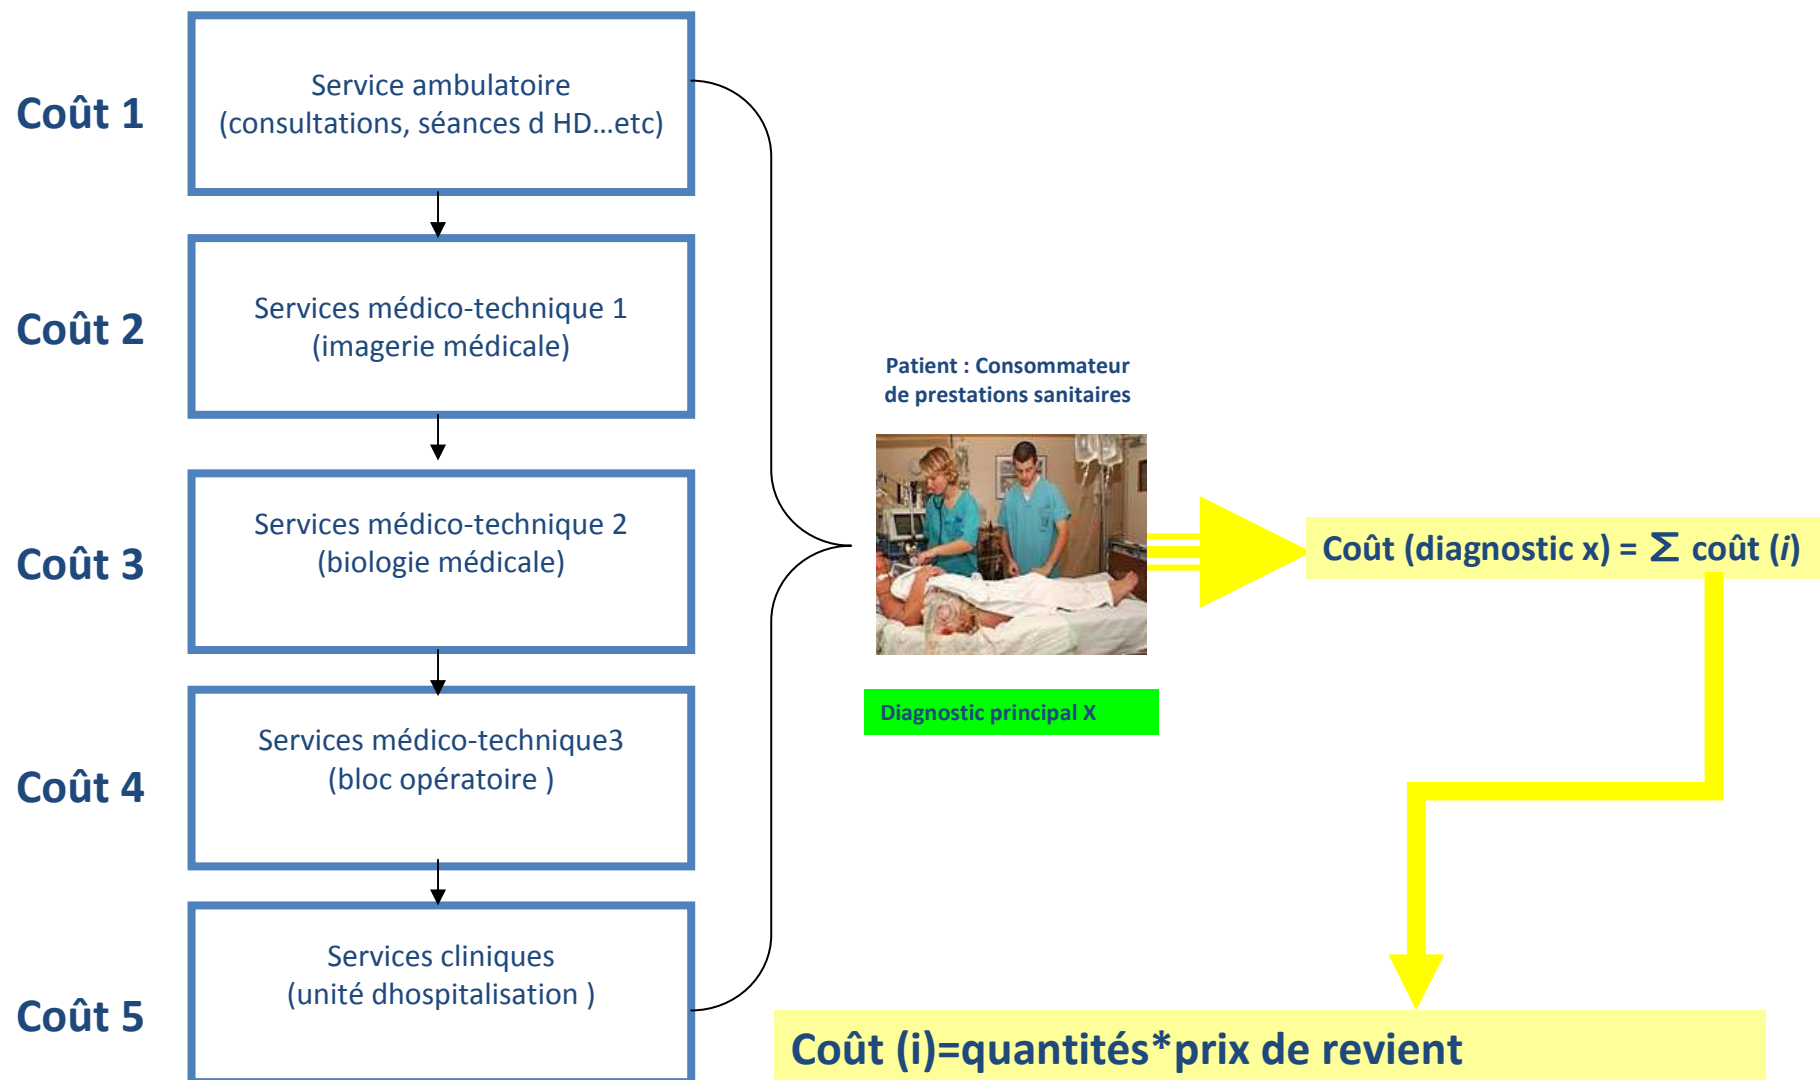 Coût 1
Service ambulatoire
(consultations, séances d HD...etc)
Coût 2
Services médico-technique 1
(imagerie médicale)
Coût 3
Services médico-technique 2
(biologie médicale)
Coût 4
Services médico-technique3
(bloc opératoire )
Coût 5
Services cliniques
(unité dhospitalisation )
Patient : Consommateur
de prestations sanitaires
Diagnostic principal X
Coût (diagnostic x) = Σ coût (i)
Coût (i)=quantités*prix de revient